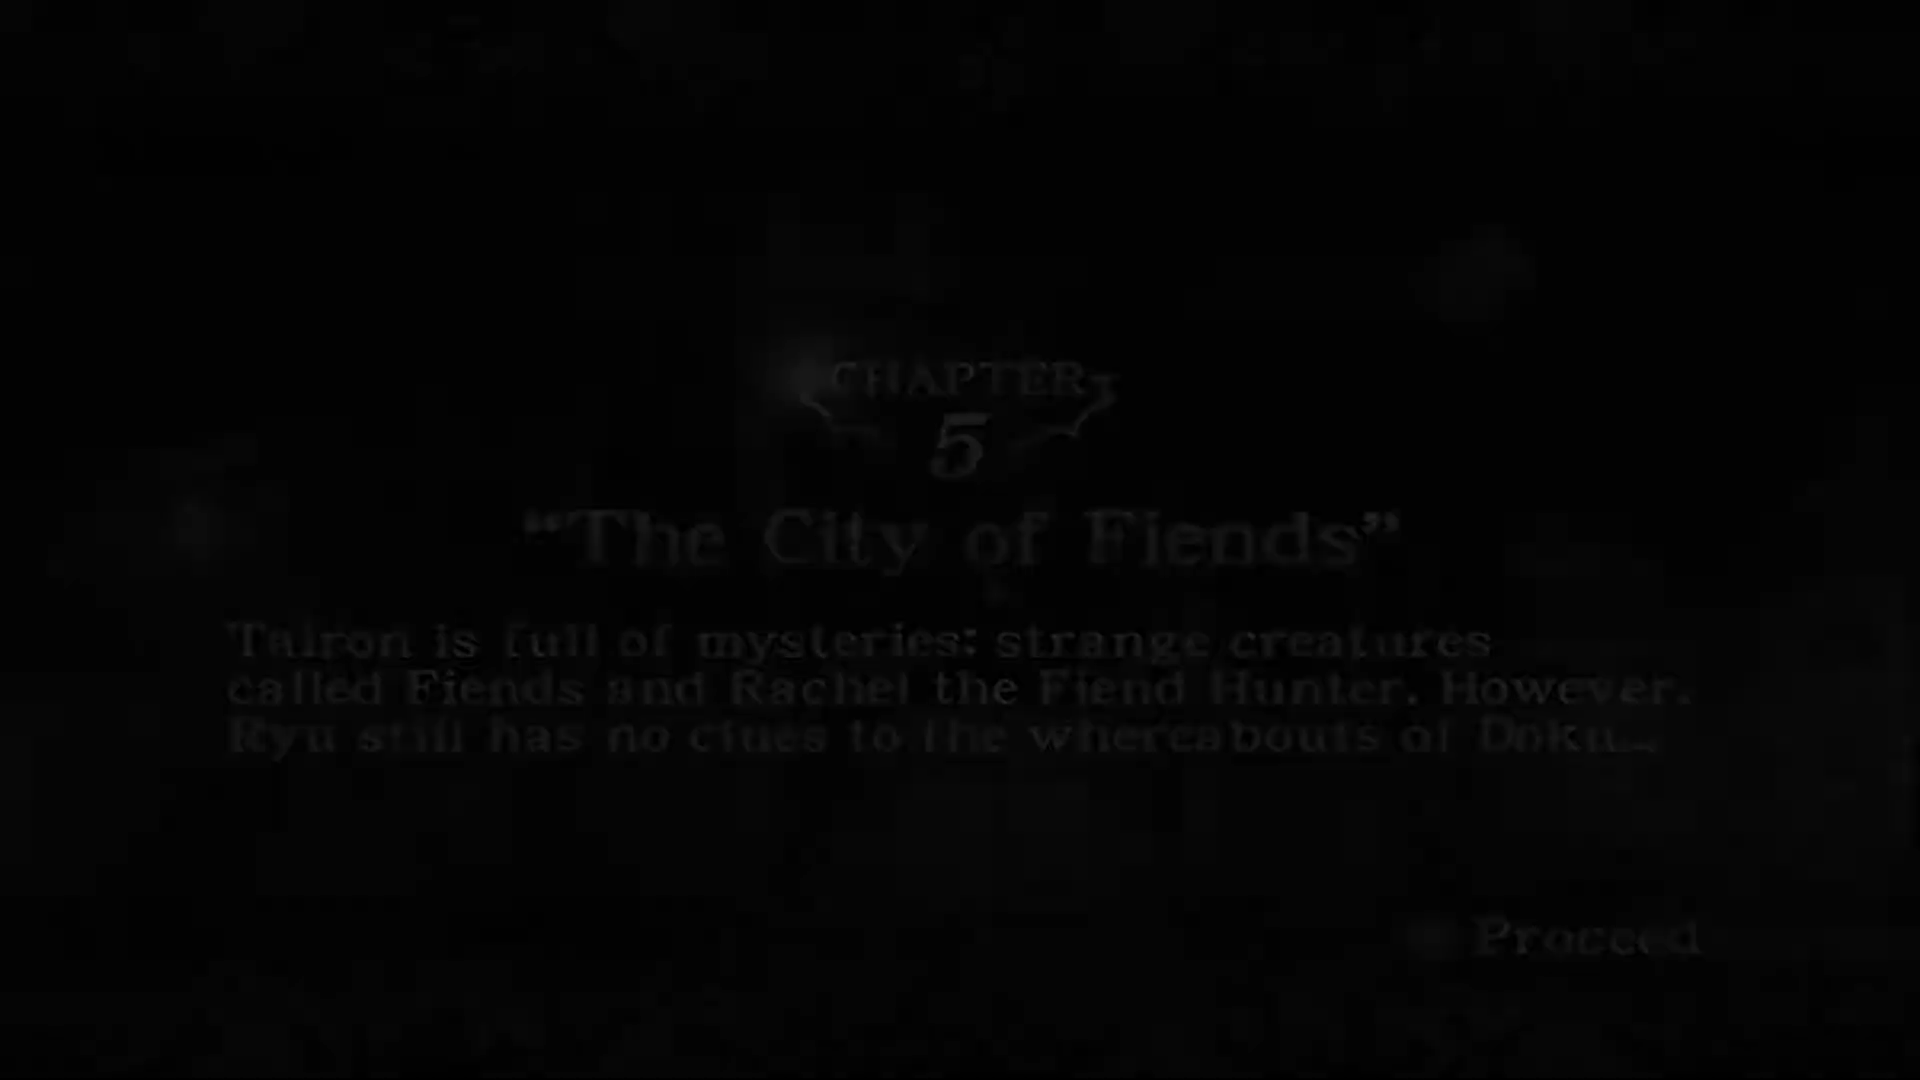 CHAPTER
5
“The City of Fiends”
Tairon is full of mysteries: strange creatures
called Fiends and Rachel the Fiend Hunter. However,
Ryu still has no clues to the whereabouts of Doku...
Proceed